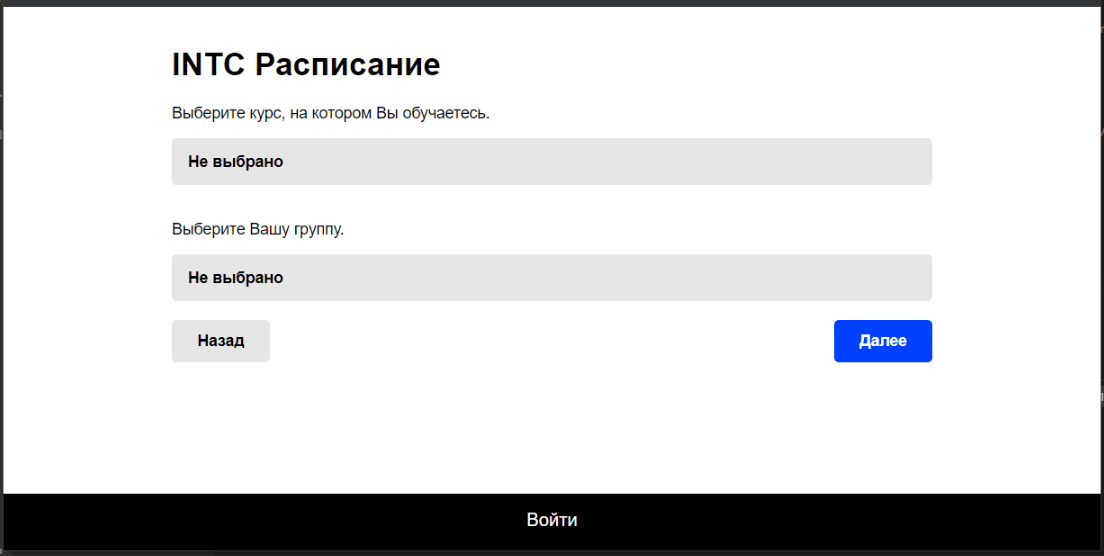 INTC Расписание
Выберите курс, на котором Вы обучаетесь.
Не выбрано
Выберите Вашу группу.
Не выбрано
Назад
Далее
Войти